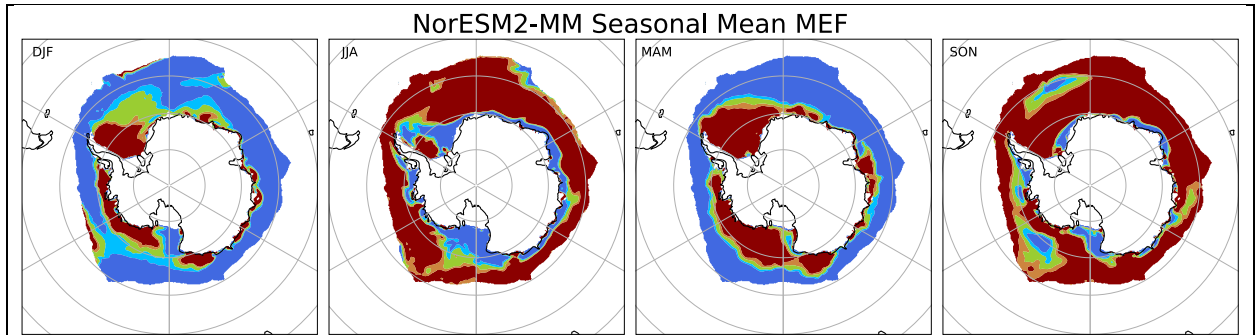 NorESM2-MM Seasonal Mean MEF
DJF
JJA
MAM
SON